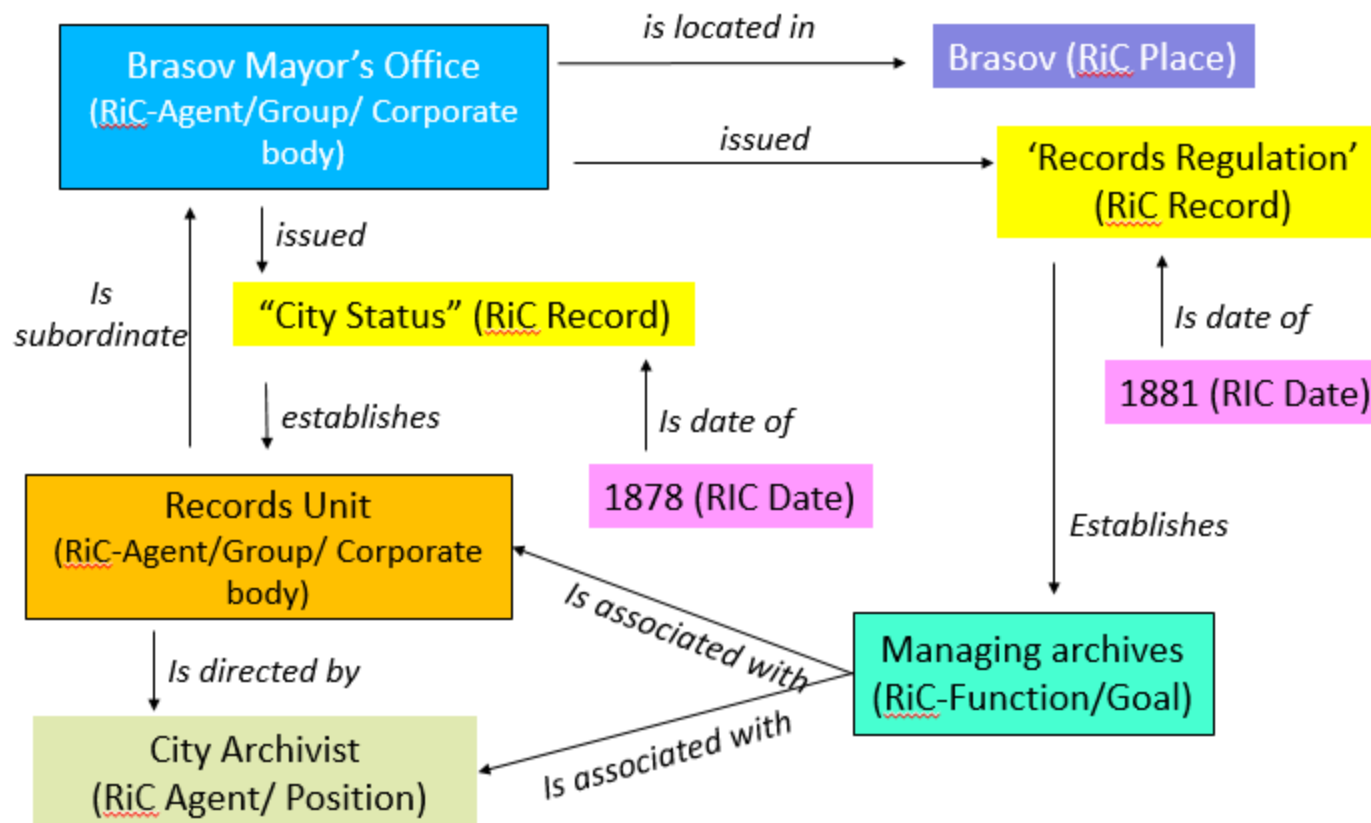 Brasov Mayor’s Office
(RiC-Agent/Group/ Corporate
body)
is located in
Brasov (RiC Place)
issued
‘Records Regulation’
(RiC Record)
issued
Is
subordinate
“City Status” (RiC Record)
Is date of
1881 (RIC Date)
establishes
Is date of
1878 (RIC Date)
Records Unit
(RiC-Agent/Group/ Corporate
body)
Establishes
Is associated with
Managing archives
(RiC-Function/Goal)
Is directed by
Is associated with
City Archivist
(RiC Agent/ Position)